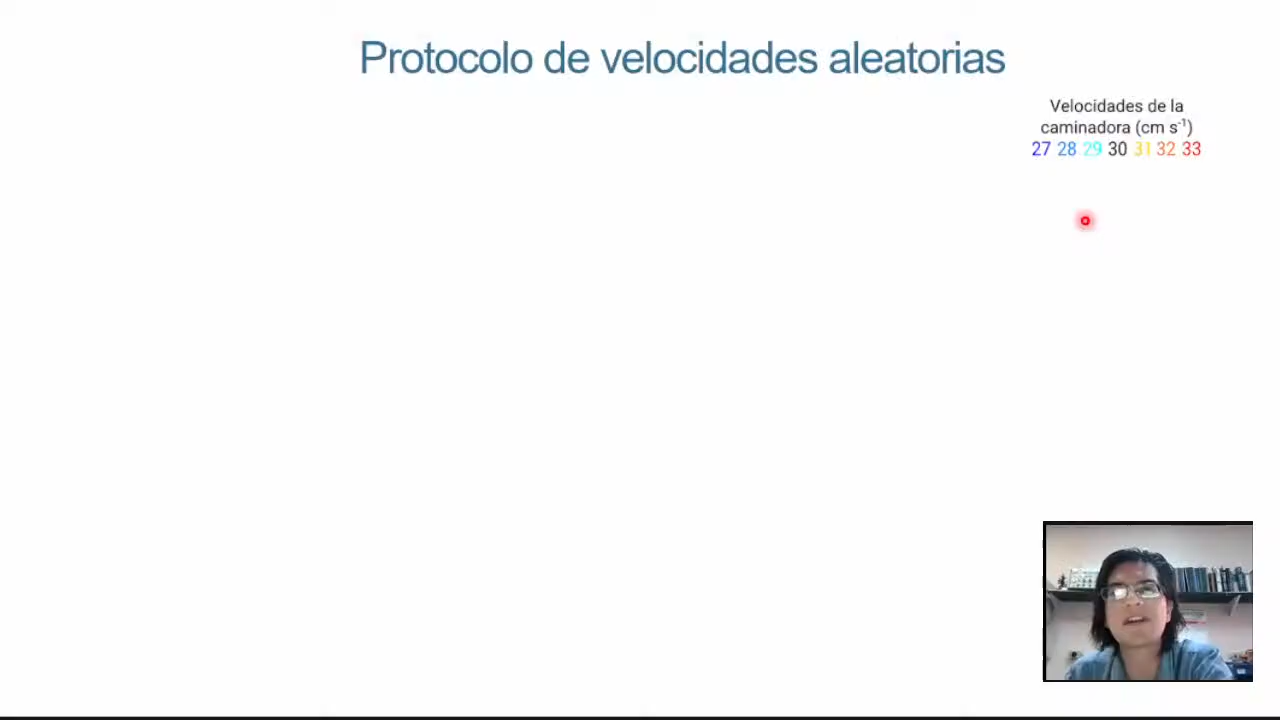 Protocolo de velocidades aleatorias
Velocidades de la
caminadora (cm s⁻¹)
27 28 29 30 31 32 33